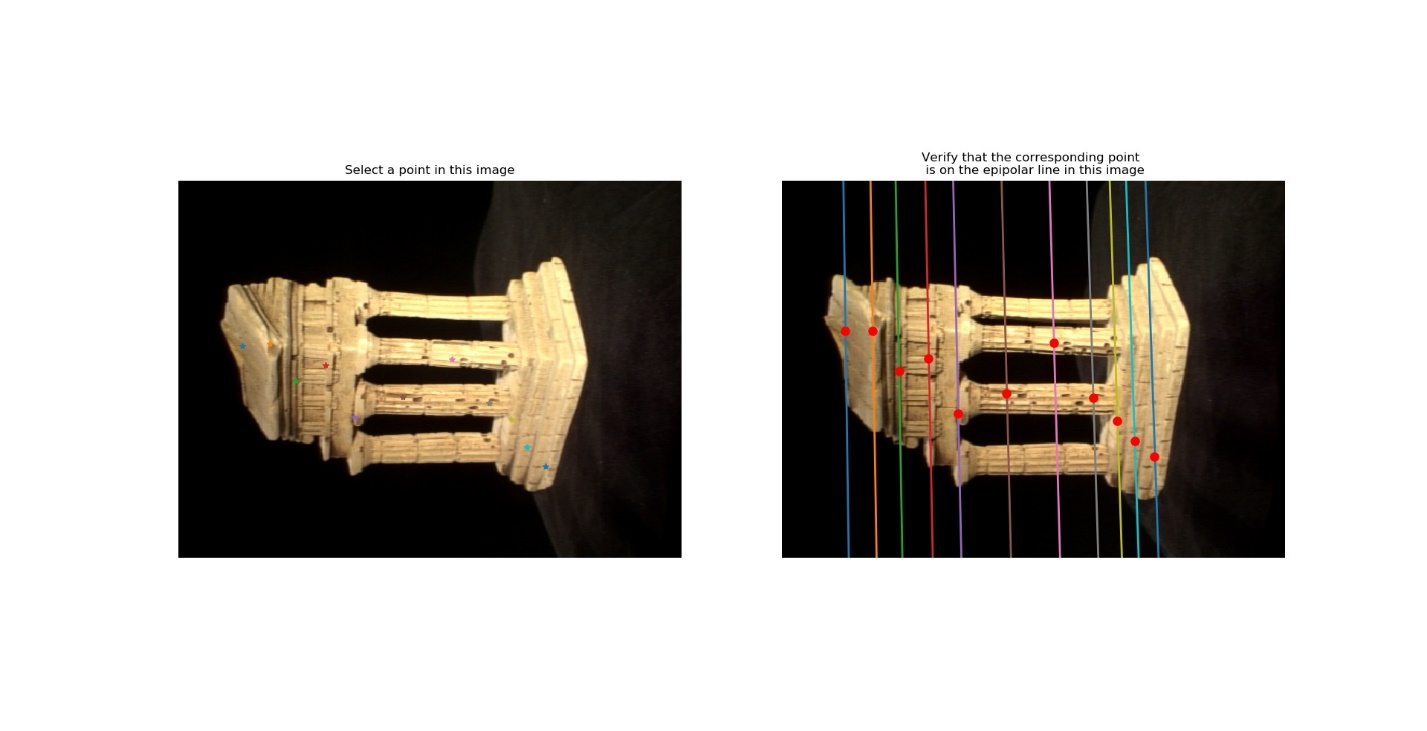 Select a point in this image
Verify that the corresponding point
is on the epipolar line in this image